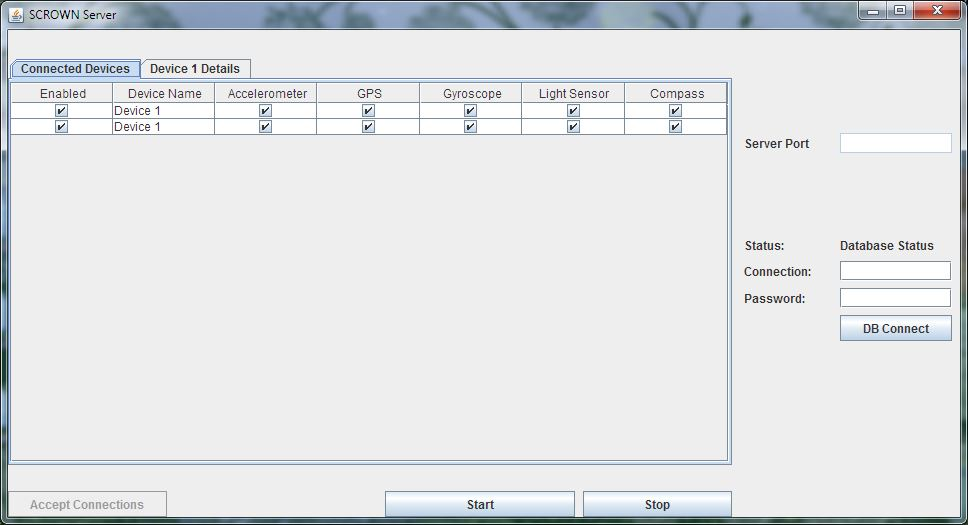 SCROWN Server
Connected Devices Device 1 Details
Enabled Device Name Accelerometer GPS Gyroscope Light Sensor Compass
Device 1
Device 1
Server Port
Status: Database Status
Connection:
Password:
DB Connect
Accept Connections Start Stop